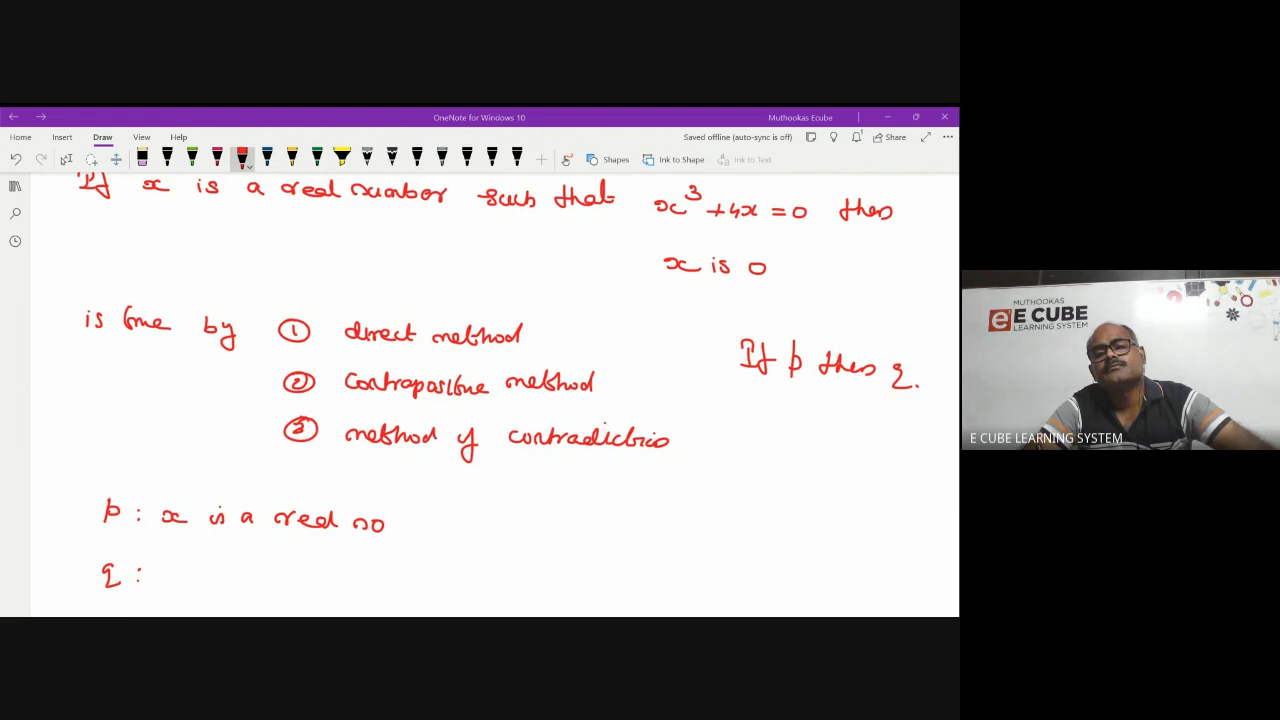 OneNote for Windows 10
Muthookas Ecube
Home Insert Draw View Help
Saved offline (auto-sync is off) Share
Shapes Ink to Shape Ink to Text
If x is a real number such that x³ + 4x = 0 then
x is 0
is true by ① direct method
If p then q.
② contrapositive method
③ method of contradiction
p : x is a real no
q :
MUTHOOKAS
e E CUBE
LEARNING SYSTEM
E CUBE LEARNING SYSTEM